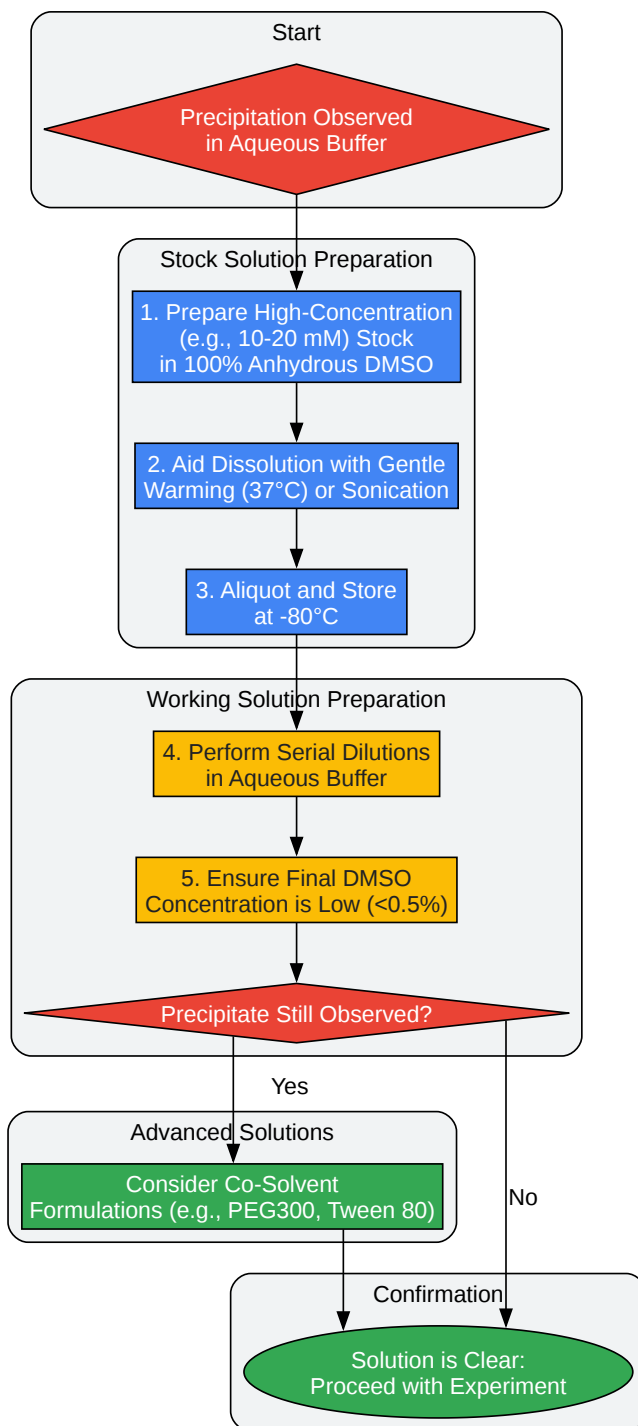 Start
Precipitation Observed
in Aqueous Buffer
Stock Solution Preparation
1. Prepare High-Concentration
(e.g., 10-20 mM) Stock
in 100% Anhydrous DMSO
2. Aid Dissolution with Gentle
Warming (37°C) or Sonication
3. Aliquot and Store
at -80°C
Working Solution Preparation
4. Perform Serial Dilutions
in Aqueous Buffer
5. Ensure Final DMSO
Concentration is Low (<0.5%)
Precipitate Still Observed?
Yes
Advanced Solutions
Consider Co-Solvent
Formulations (e.g., PEG300, Tween 80)
No
Confirmation
Solution is Clear:
Proceed with Experiment